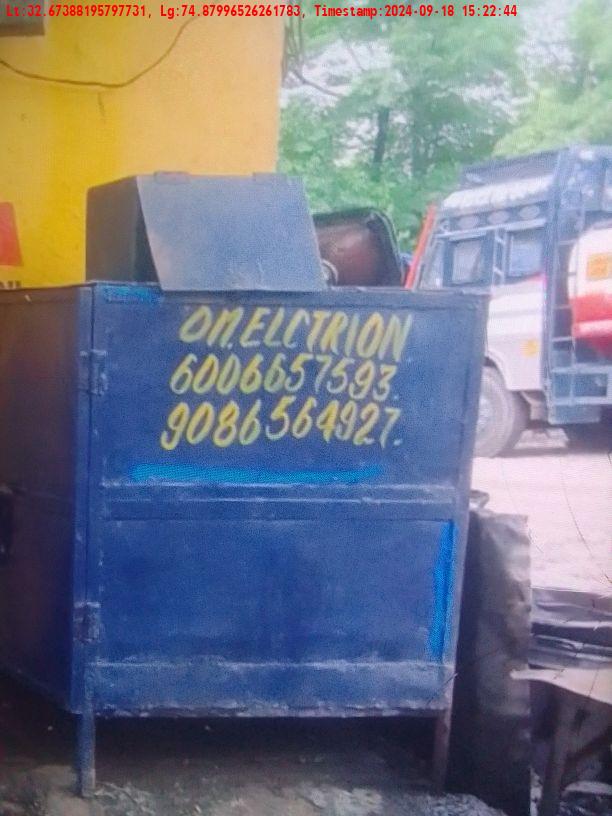 Lt:32.67388195797731, Lg:74.87996526261783, Timestamp:2024-09-18 15:22:44
OM.ELCTRION
6006657593.
9086564927.